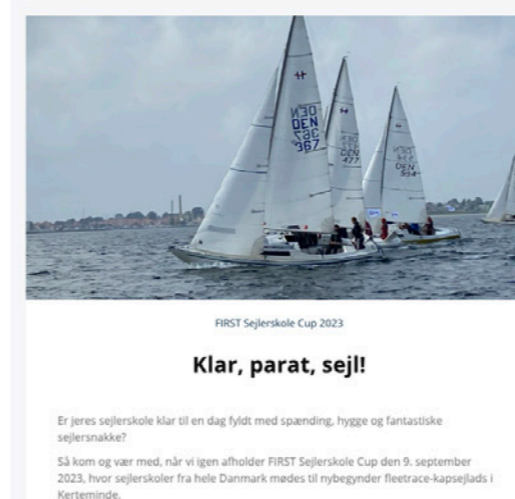 DEN
367
DEN
477
DEN
FIRST Sejlerskole Cup 2023
Klar, parat, sejl!
Er jeres sejlerskole klar til en dag fyldt med spænding, hygge og fantastiske
sejlersnakke?
Så kom og vær med, når vi igen afholder FIRST Sejlerskole Cup den 9. september
2023, hvor sejlerskoler fra hele Danmark mødes til nybegynder fleetrace-kapsejlads i
Kerteminde.